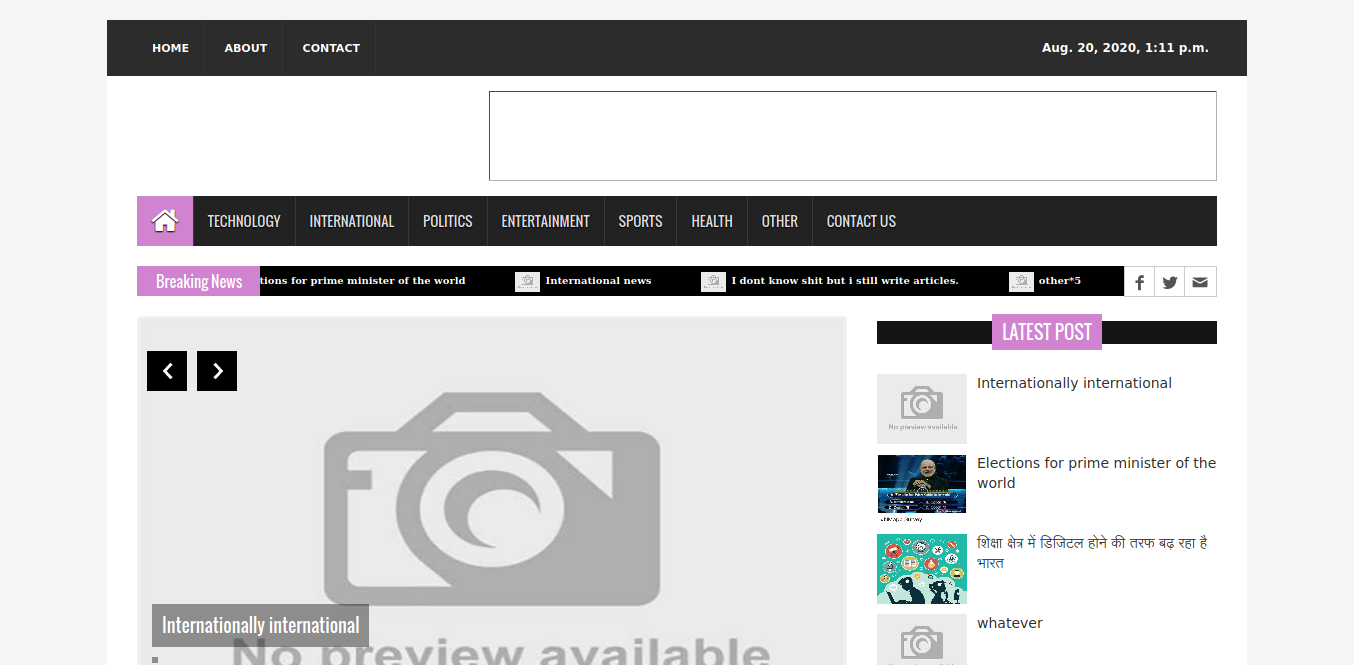 HOME ABOUT CONTACT Aug. 20, 2020, 1:11 p.m.
TECHNOLOGY INTERNATIONAL POLITICS ENTERTAINMENT SPORTS HEALTH OTHER CONTACT US
Breaking News tions for prime minister of the world International news I dont know shit but i still write articles. other*5
LATEST POST
Internationally international
No preview available
Elections for prime minister of the
world
शिक्षा क्षेत्र में डिजिटल होने की तरफ बढ़ रहा है
भारत
whatever
Internationally international
No preview available